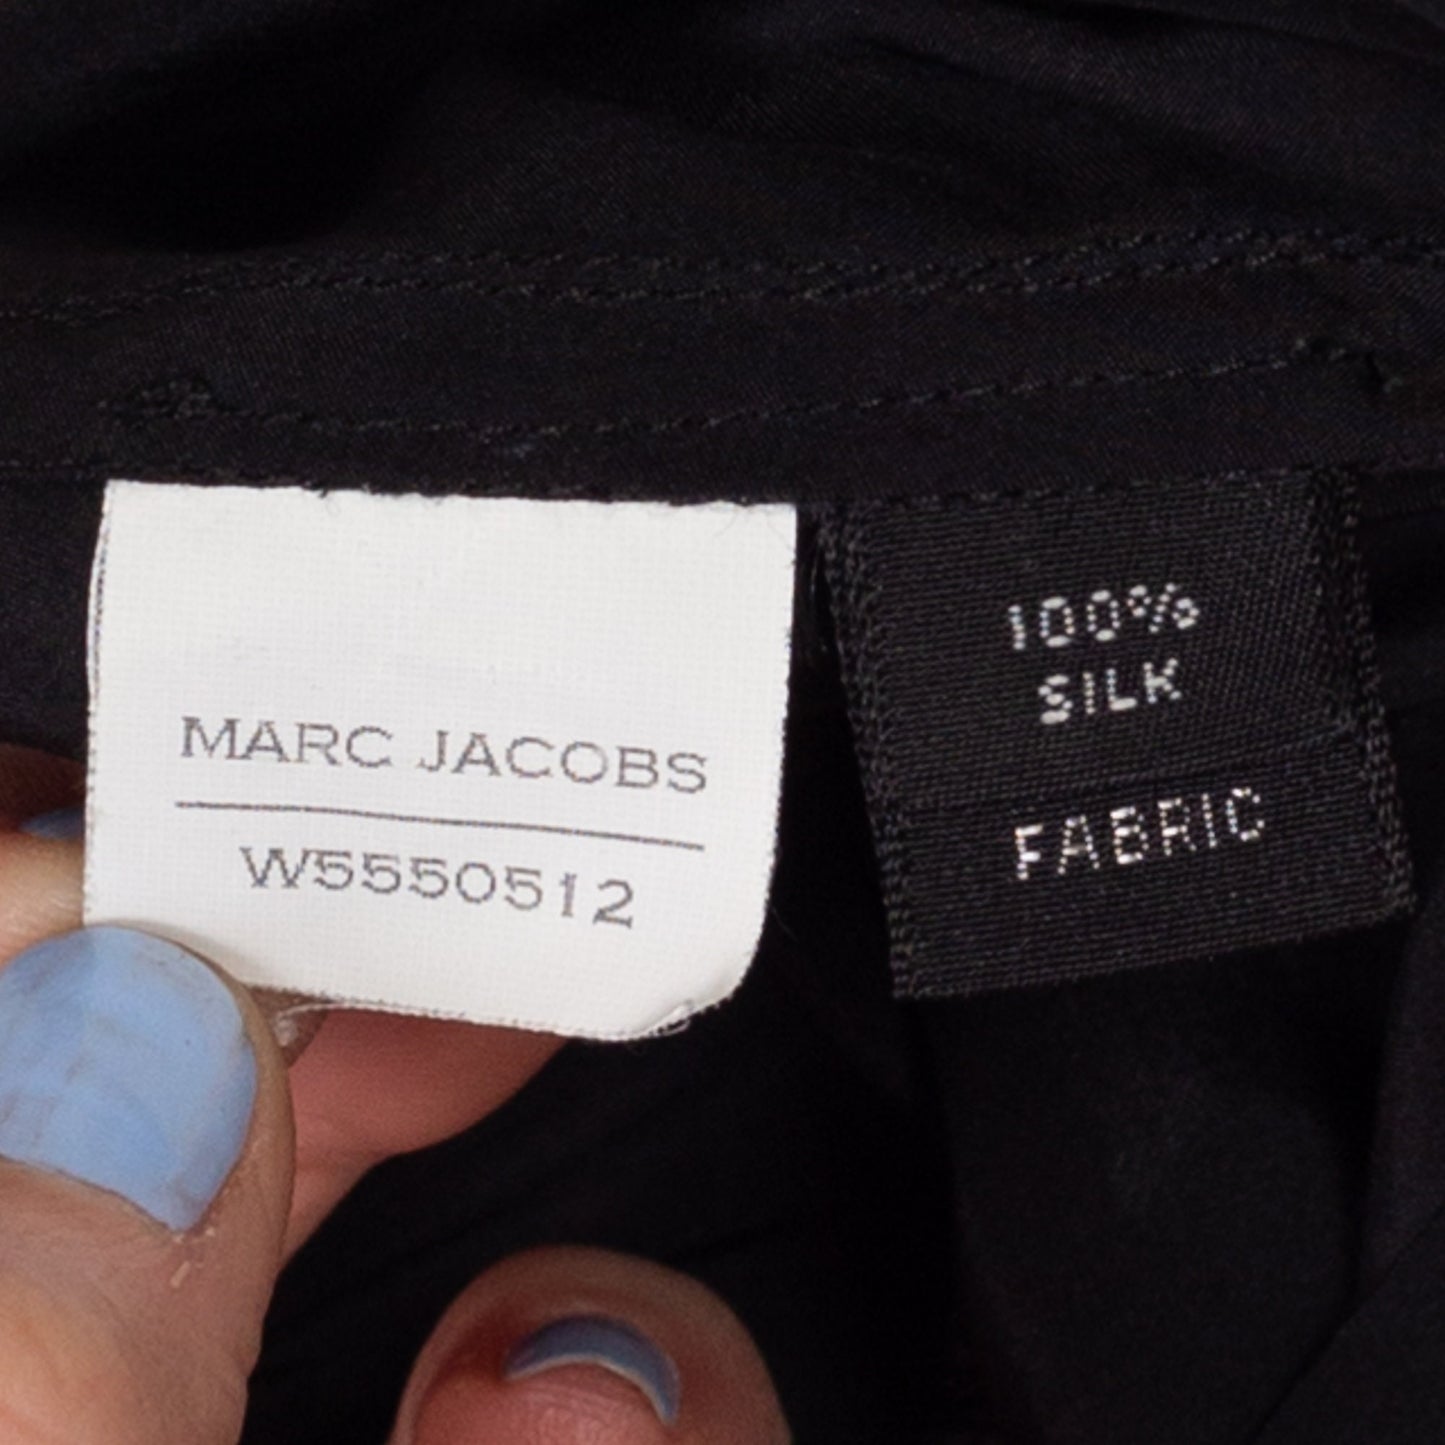 MARC JACOBS
W5550512
100%
SILK
FABRIC